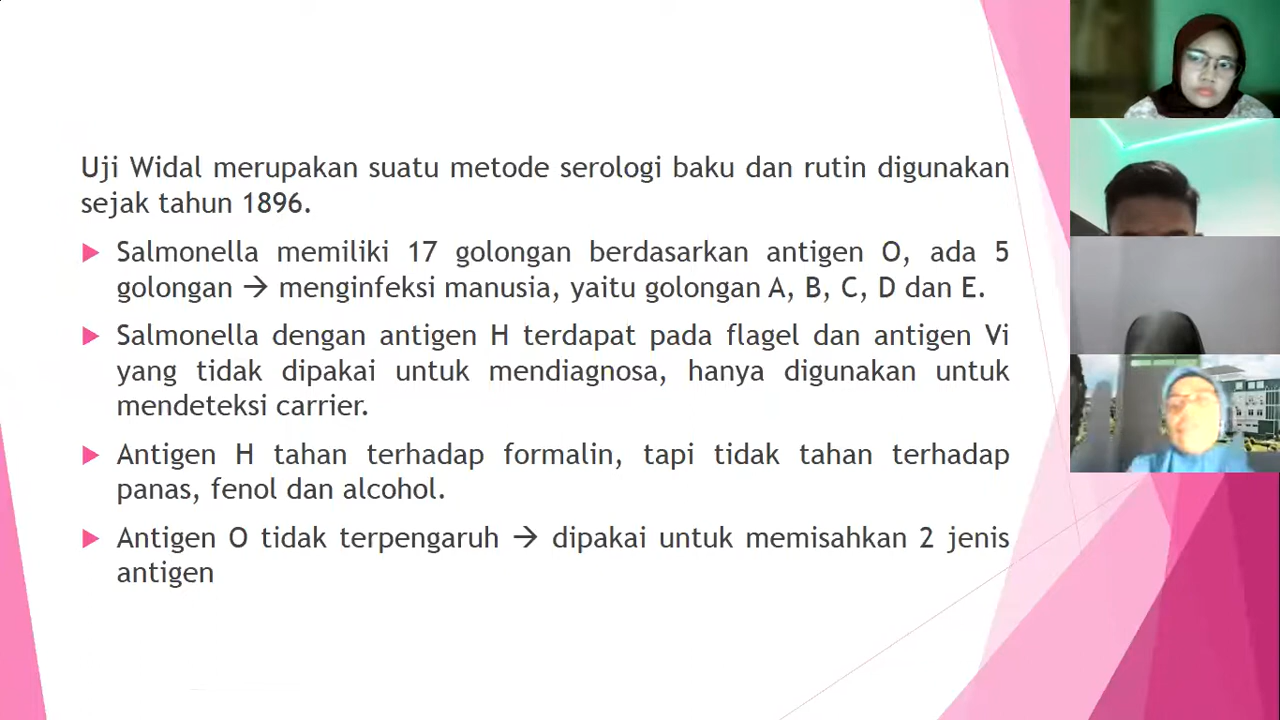 Uji Widal merupakan suatu metode serologi baku dan rutin digunakan
sejak tahun 1896.
Salmonella memiliki 17 golongan berdasarkan antigen O, ada 5
golongan → menginfeksi manusia, yaitu golongan A, B, C, D dan E.
Salmonella dengan antigen H terdapat pada flagel dan antigen Vi
yang tidak dipakai untuk mendiagnosa, hanya digunakan untuk
mendeteksi carrier.
Antigen H tahan terhadap formalin, tapi tidak tahan terhadap
panas, fenol dan alcohol.
Antigen O tidak terpengaruh → dipakai untuk memisahkan 2 jenis
antigen